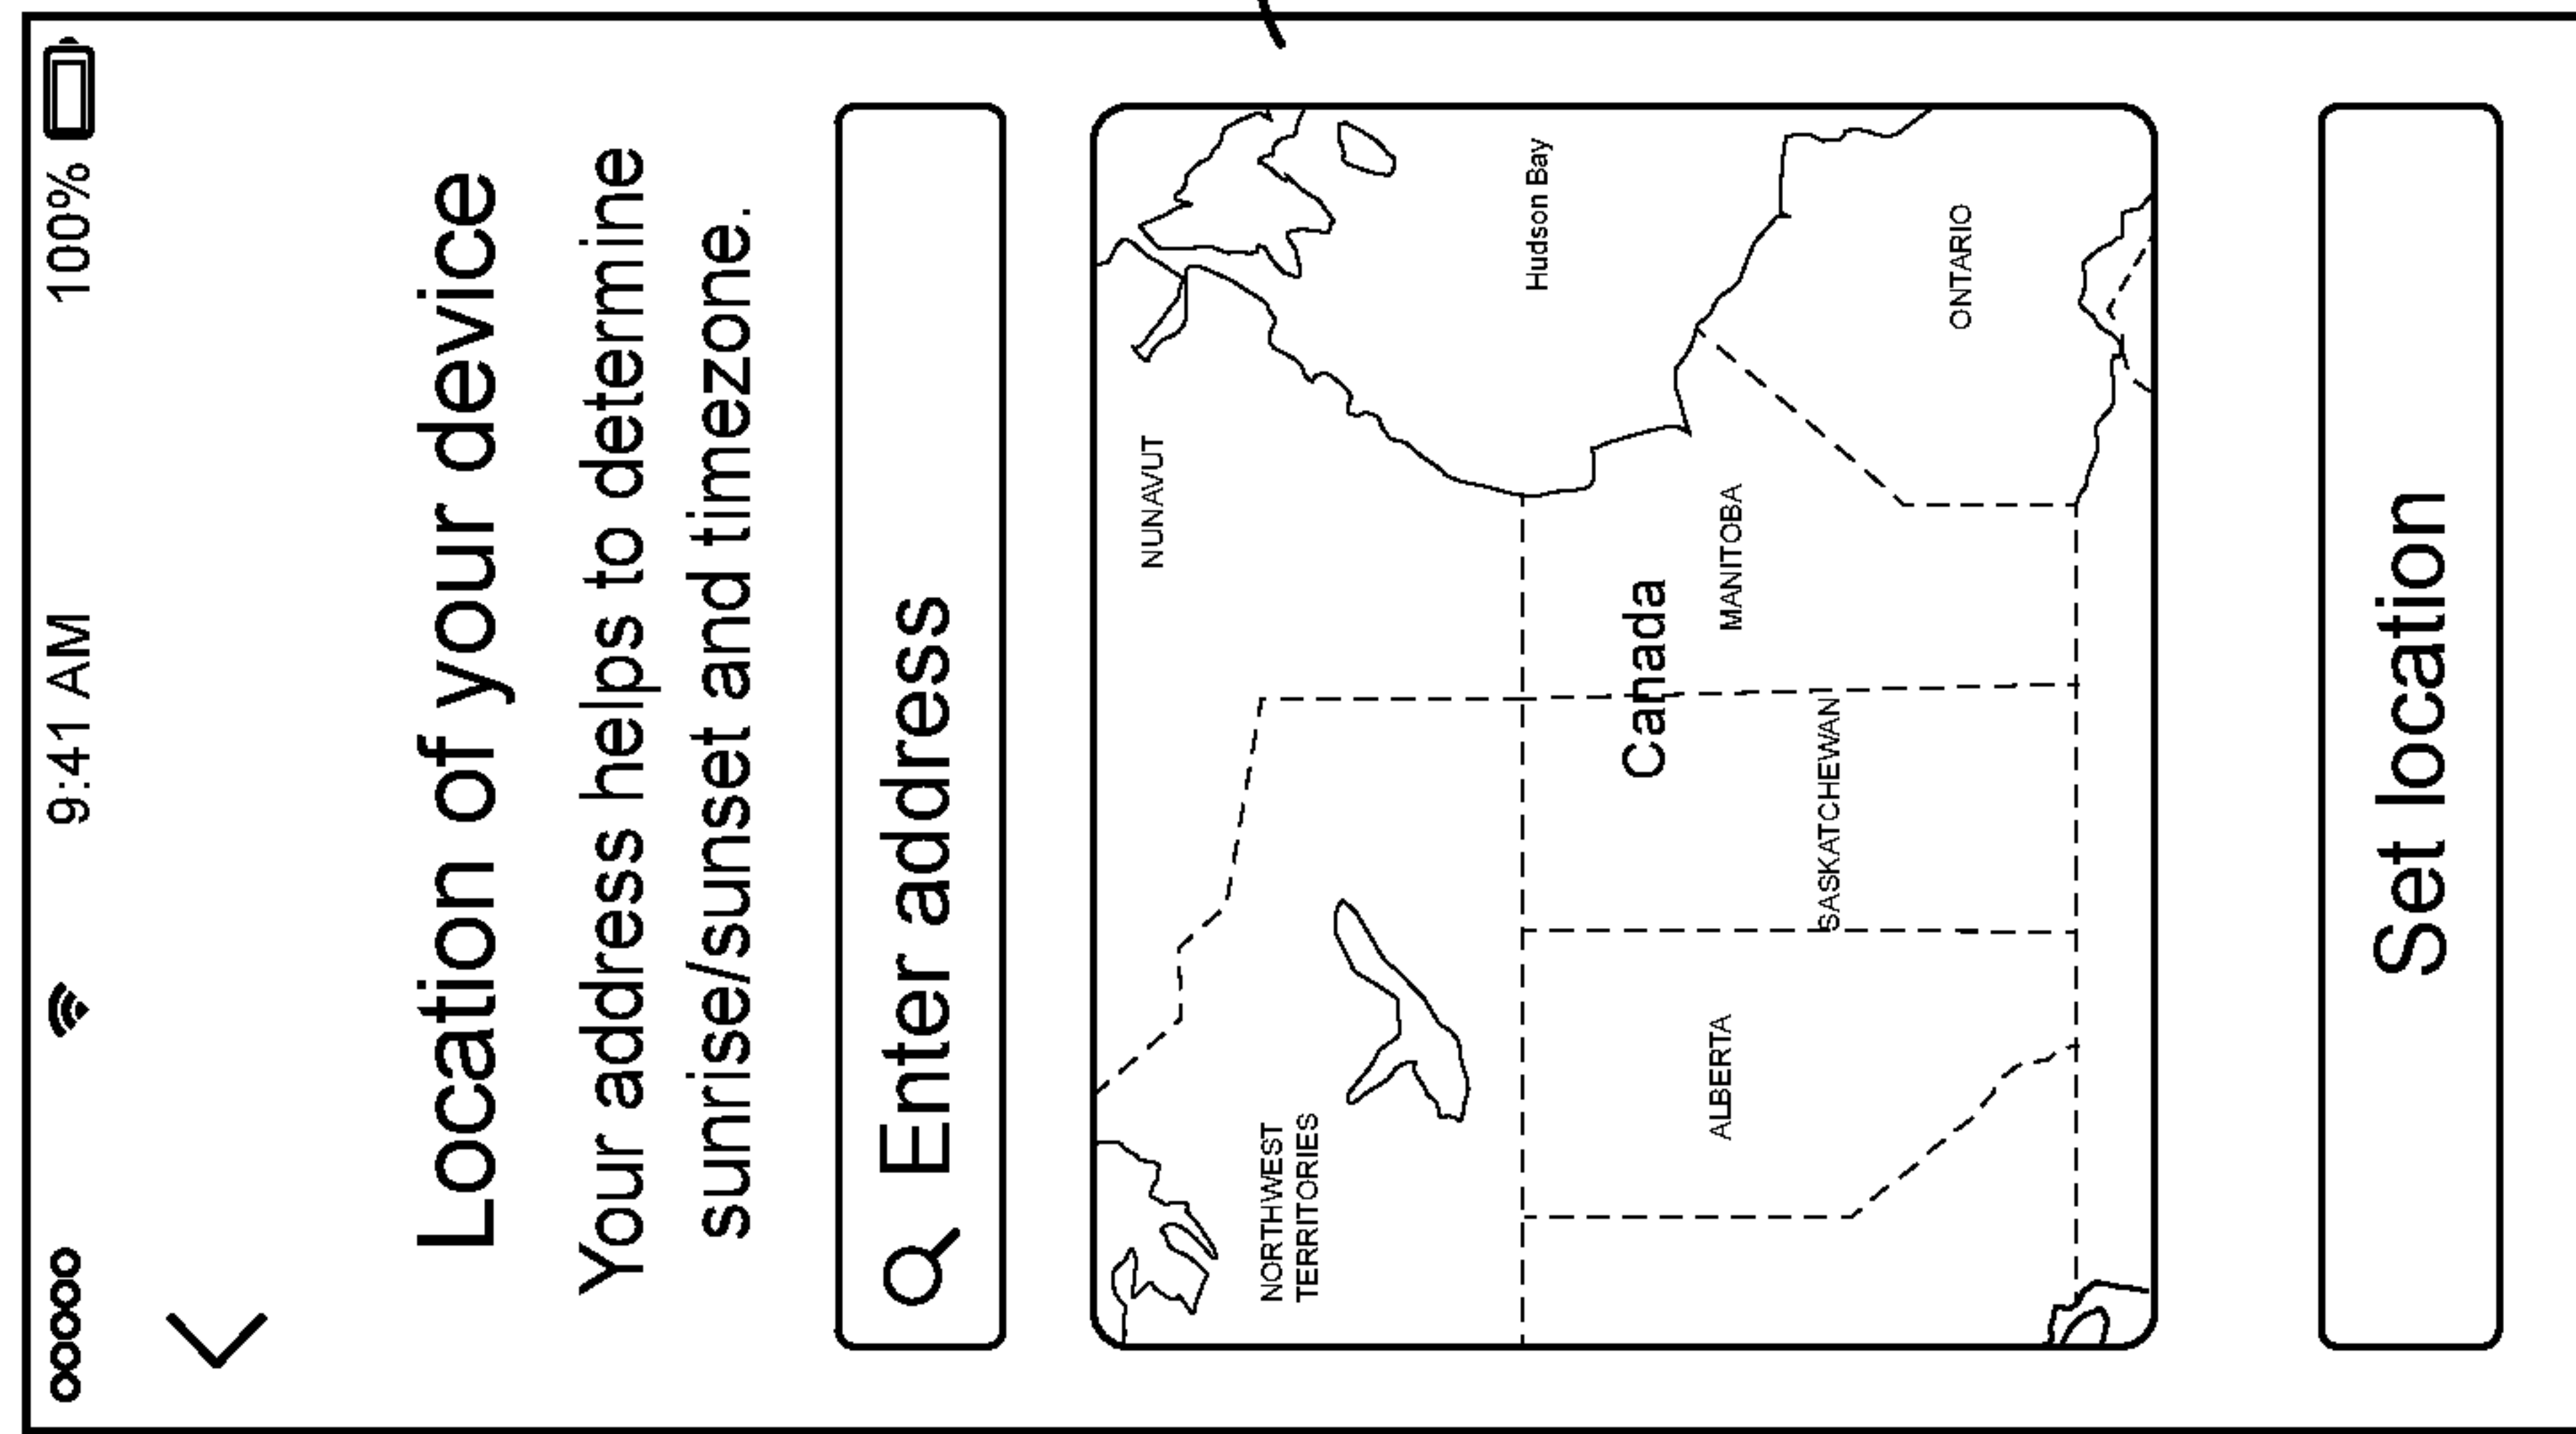 9:41 AM 100%
Location of your device
Your address helps to determine
sunrise/sunset and timezone.
Enter address
NUNAVUT
NORTHWEST
TERRITORIES
Hudson Bay
Canada
ALBERTA
MANITOBA
SASKATCHEWAN
ONTARIO
Set location